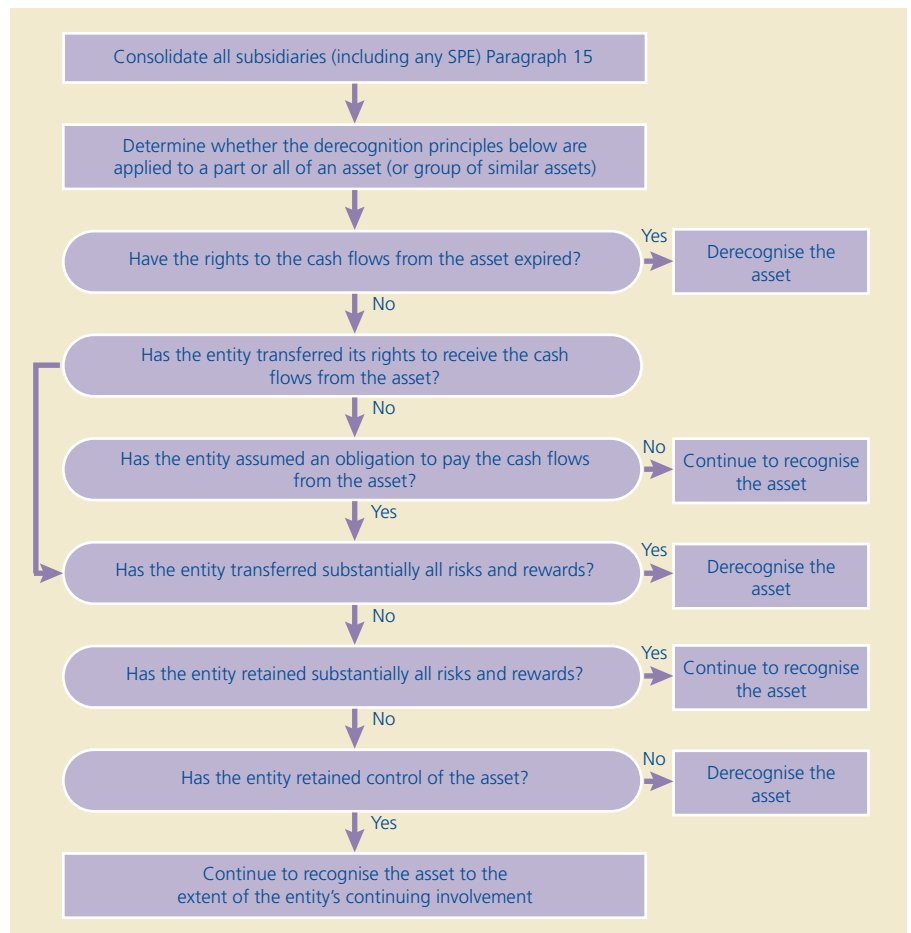 Consolidate all subsidiaries (including any SPE) Paragraph 15
Determine whether the derecognition principles below are
applied to a part or all of an asset (or group of similar assets)
Have the rights to the cash flows from the asset expired?
Yes
Derecognise the
asset
No
Has the entity transferred its rights to receive the cash
flows from the asset?
No
Has the entity assumed an obligation to pay the cash flows
from the asset?
No
Continue to recognise
the asset
Yes
Has the entity transferred substantially all risks and rewards?
Yes
Derecognise the
asset
No
Has the entity retained substantially all risks and rewards?
Yes
Continue to recognise
the asset
No
Has the entity retained control of the asset?
No
Derecognise the
asset
Yes
Continue to recognise the asset to the
extent of the entity's continuing involvement